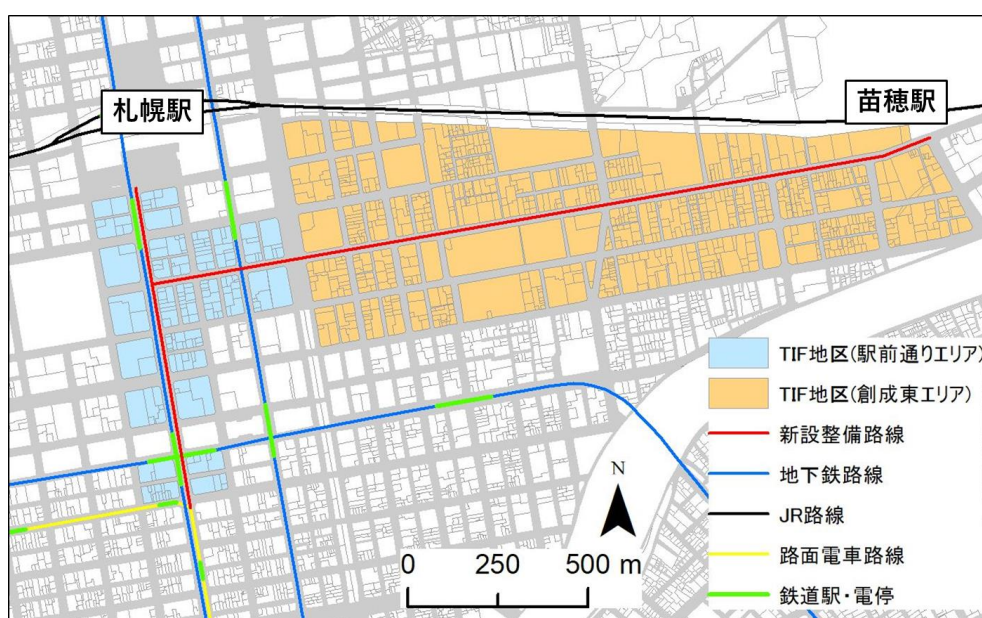 札幌駅
苗穂駅
TIF地区(駅前通りエリア)
TIF地区(創成東エリア)
新設整備路線
地下鉄路線
JR路線
路面電車路線
鉄道駅・電停
N
0 250 500 m